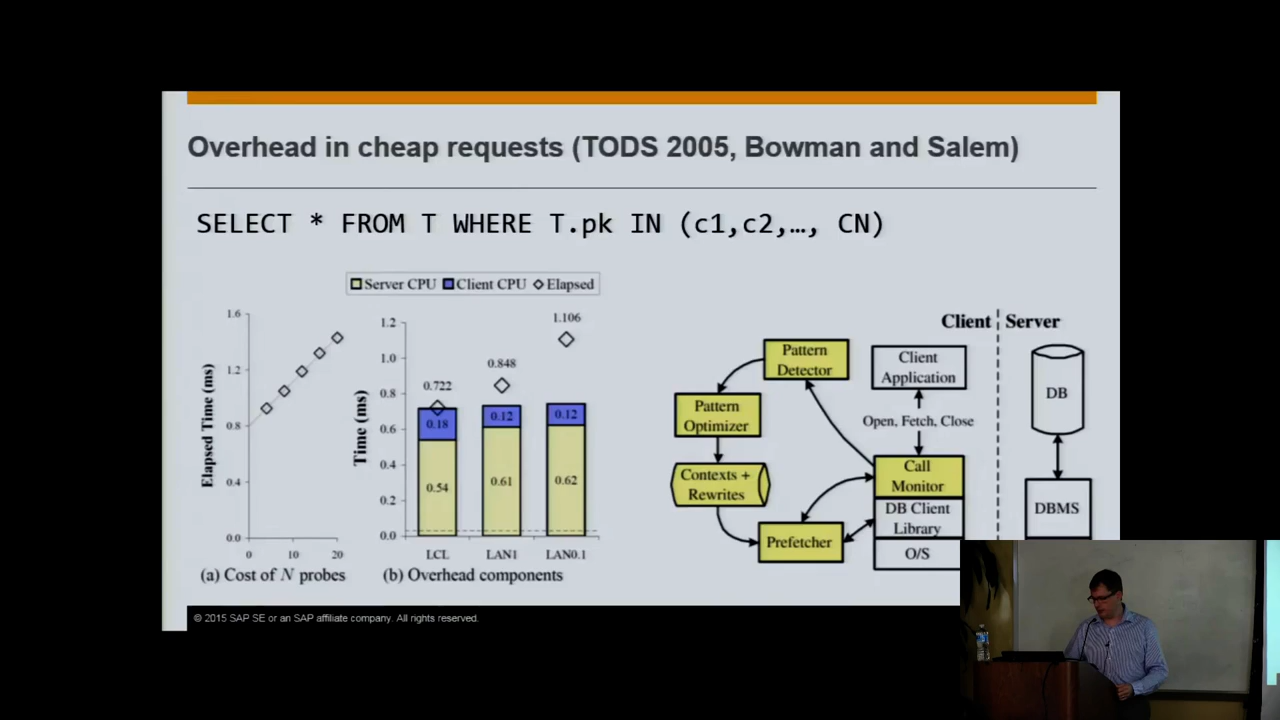 Overhead in cheap requests (TODS 2005, Bowman and Salem)
SELECT * FROM T WHERE T.pk IN (c1,c2,…, CN)
Server CPU Client CPU Elapsed
1.6
1.2
0.8
0.4
0.0
Elapsed Time (ms)
0 10 20
(a) Cost of N probes
1.2
1.0
0.8
0.6
0.4
0.2
0.0
Time (ms)
0.722
0.848
1.106
0.18
0.12
0.12
0.54
0.61
0.62
LCL LAN1 LAN0.1
(b) Overhead components
Client Server
Pattern
Detector
Client
Application
DB
Pattern
Optimizer
Open, Fetch, Close
Contexts +
Rewrites
Call
Monitor
DB Client
Library
DBMS
Prefetcher
O/S
© 2015 SAP SE or an SAP affiliate company. All rights reserved.